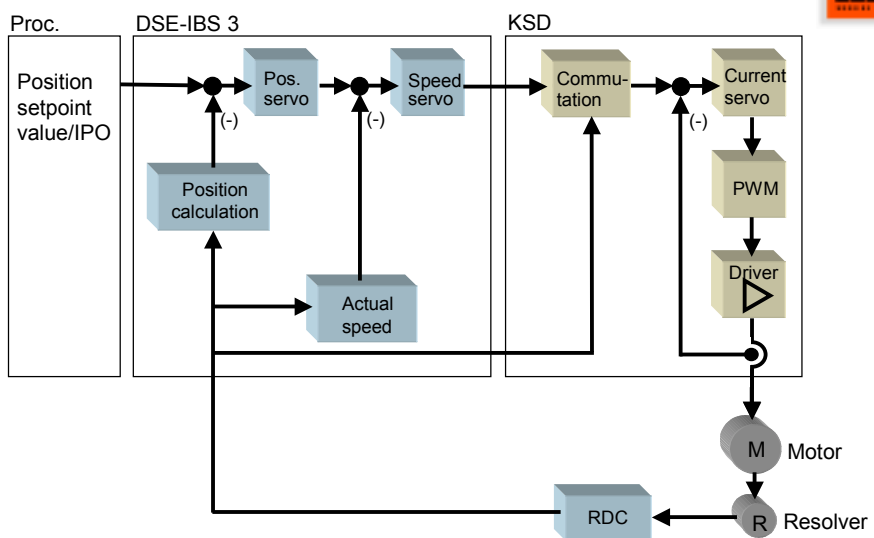 Proc.
DSE-IBS 3
KSD
Position
setpoint
value/IPO
Pos.
servo
Speed
servo
Commu-
tation
Current
servo
(-)
(-)
(-)
Position
calculation
PWM
Driver
Actual
speed
M
Motor
RDC
R
Resolver